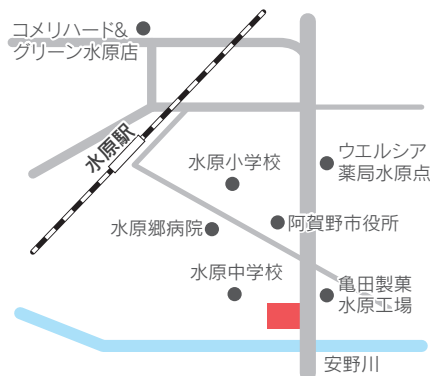 コメリハード&
グリーン水原店
水原駅
水原小学校
ウエルシア
薬局水原点
水原郷病院
阿賀野市役所
水原中学校
亀田製菓
水原工場
安野川